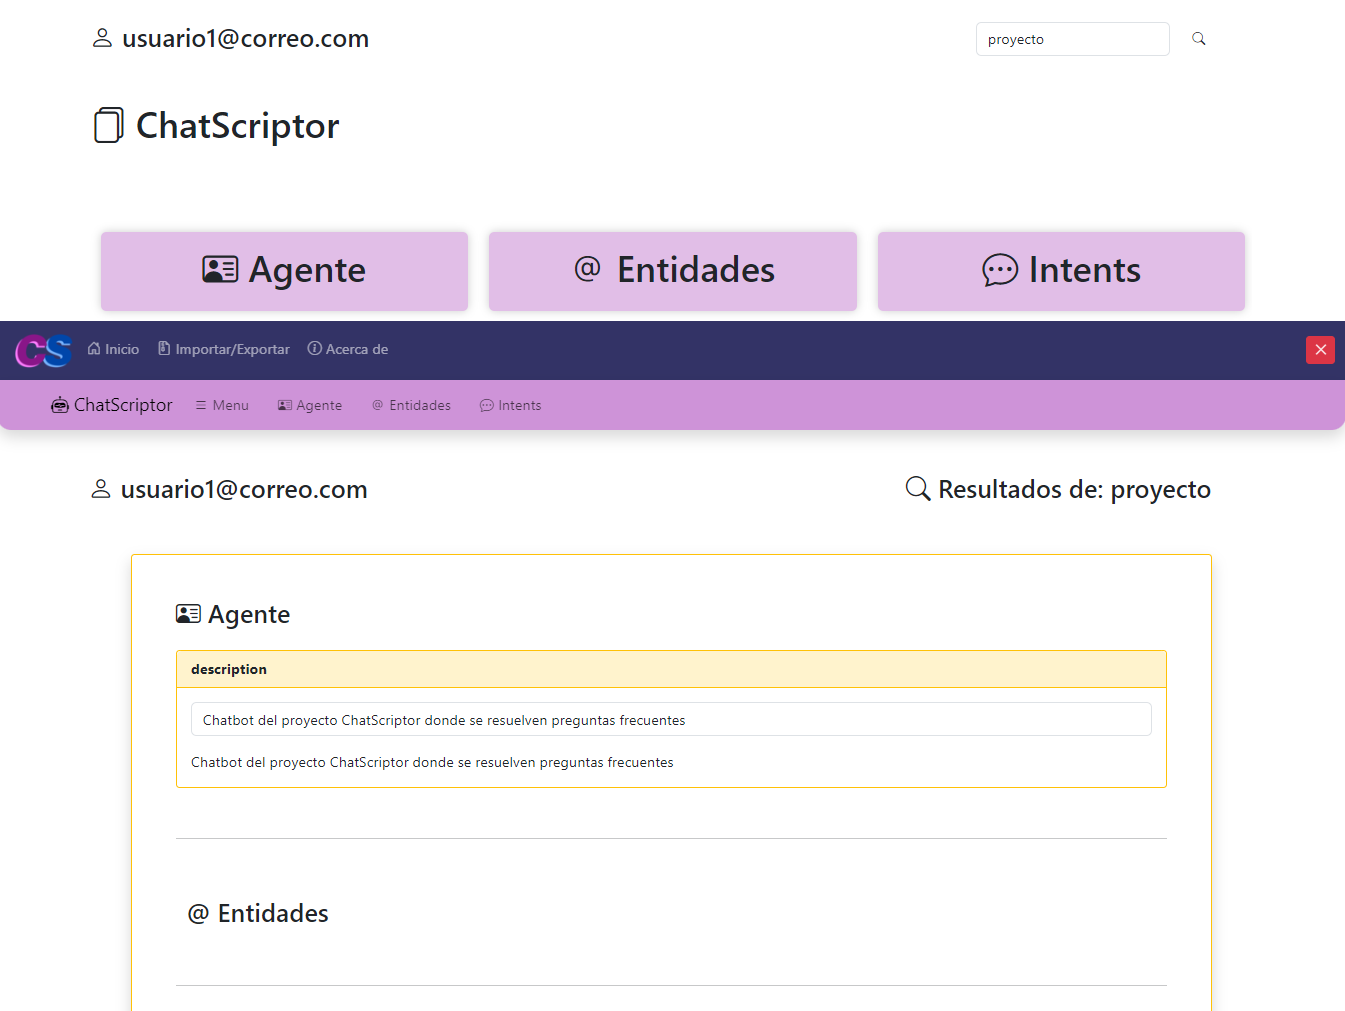 usuario1@correo.com
proyecto
ChatScriptor
Agente
@ Entidades
Intents
CS Inicio Importar/Exportar Acerca de
ChatScriptor Menu Agente @ Entidades Intents
usuario1@correo.com
Resultados de: proyecto
Agente
description
Chatbot del proyecto ChatScriptor donde se resuelven preguntas frecuentes
Chatbot del proyecto ChatScriptor donde se resuelven preguntas frecuentes
@ Entidades